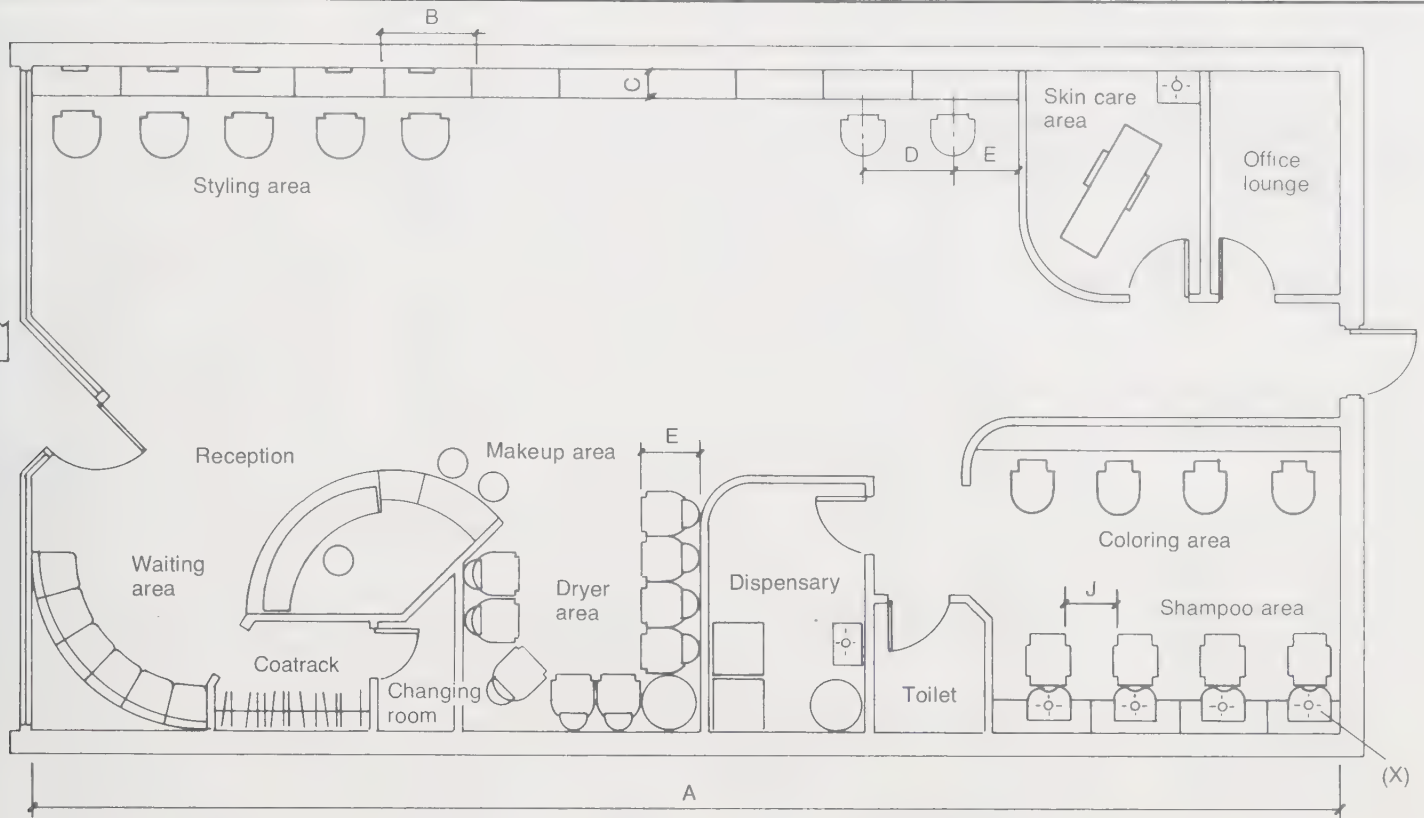 B
C
Skin care
area
D
E
Office
lounge
Styling area
Reception
Makeup area
E
Waiting
area
Dryer
area
Dispensary
Coloring area
J
Shampoo area
Coatrack
Changing
room
Toilet
(X)
A